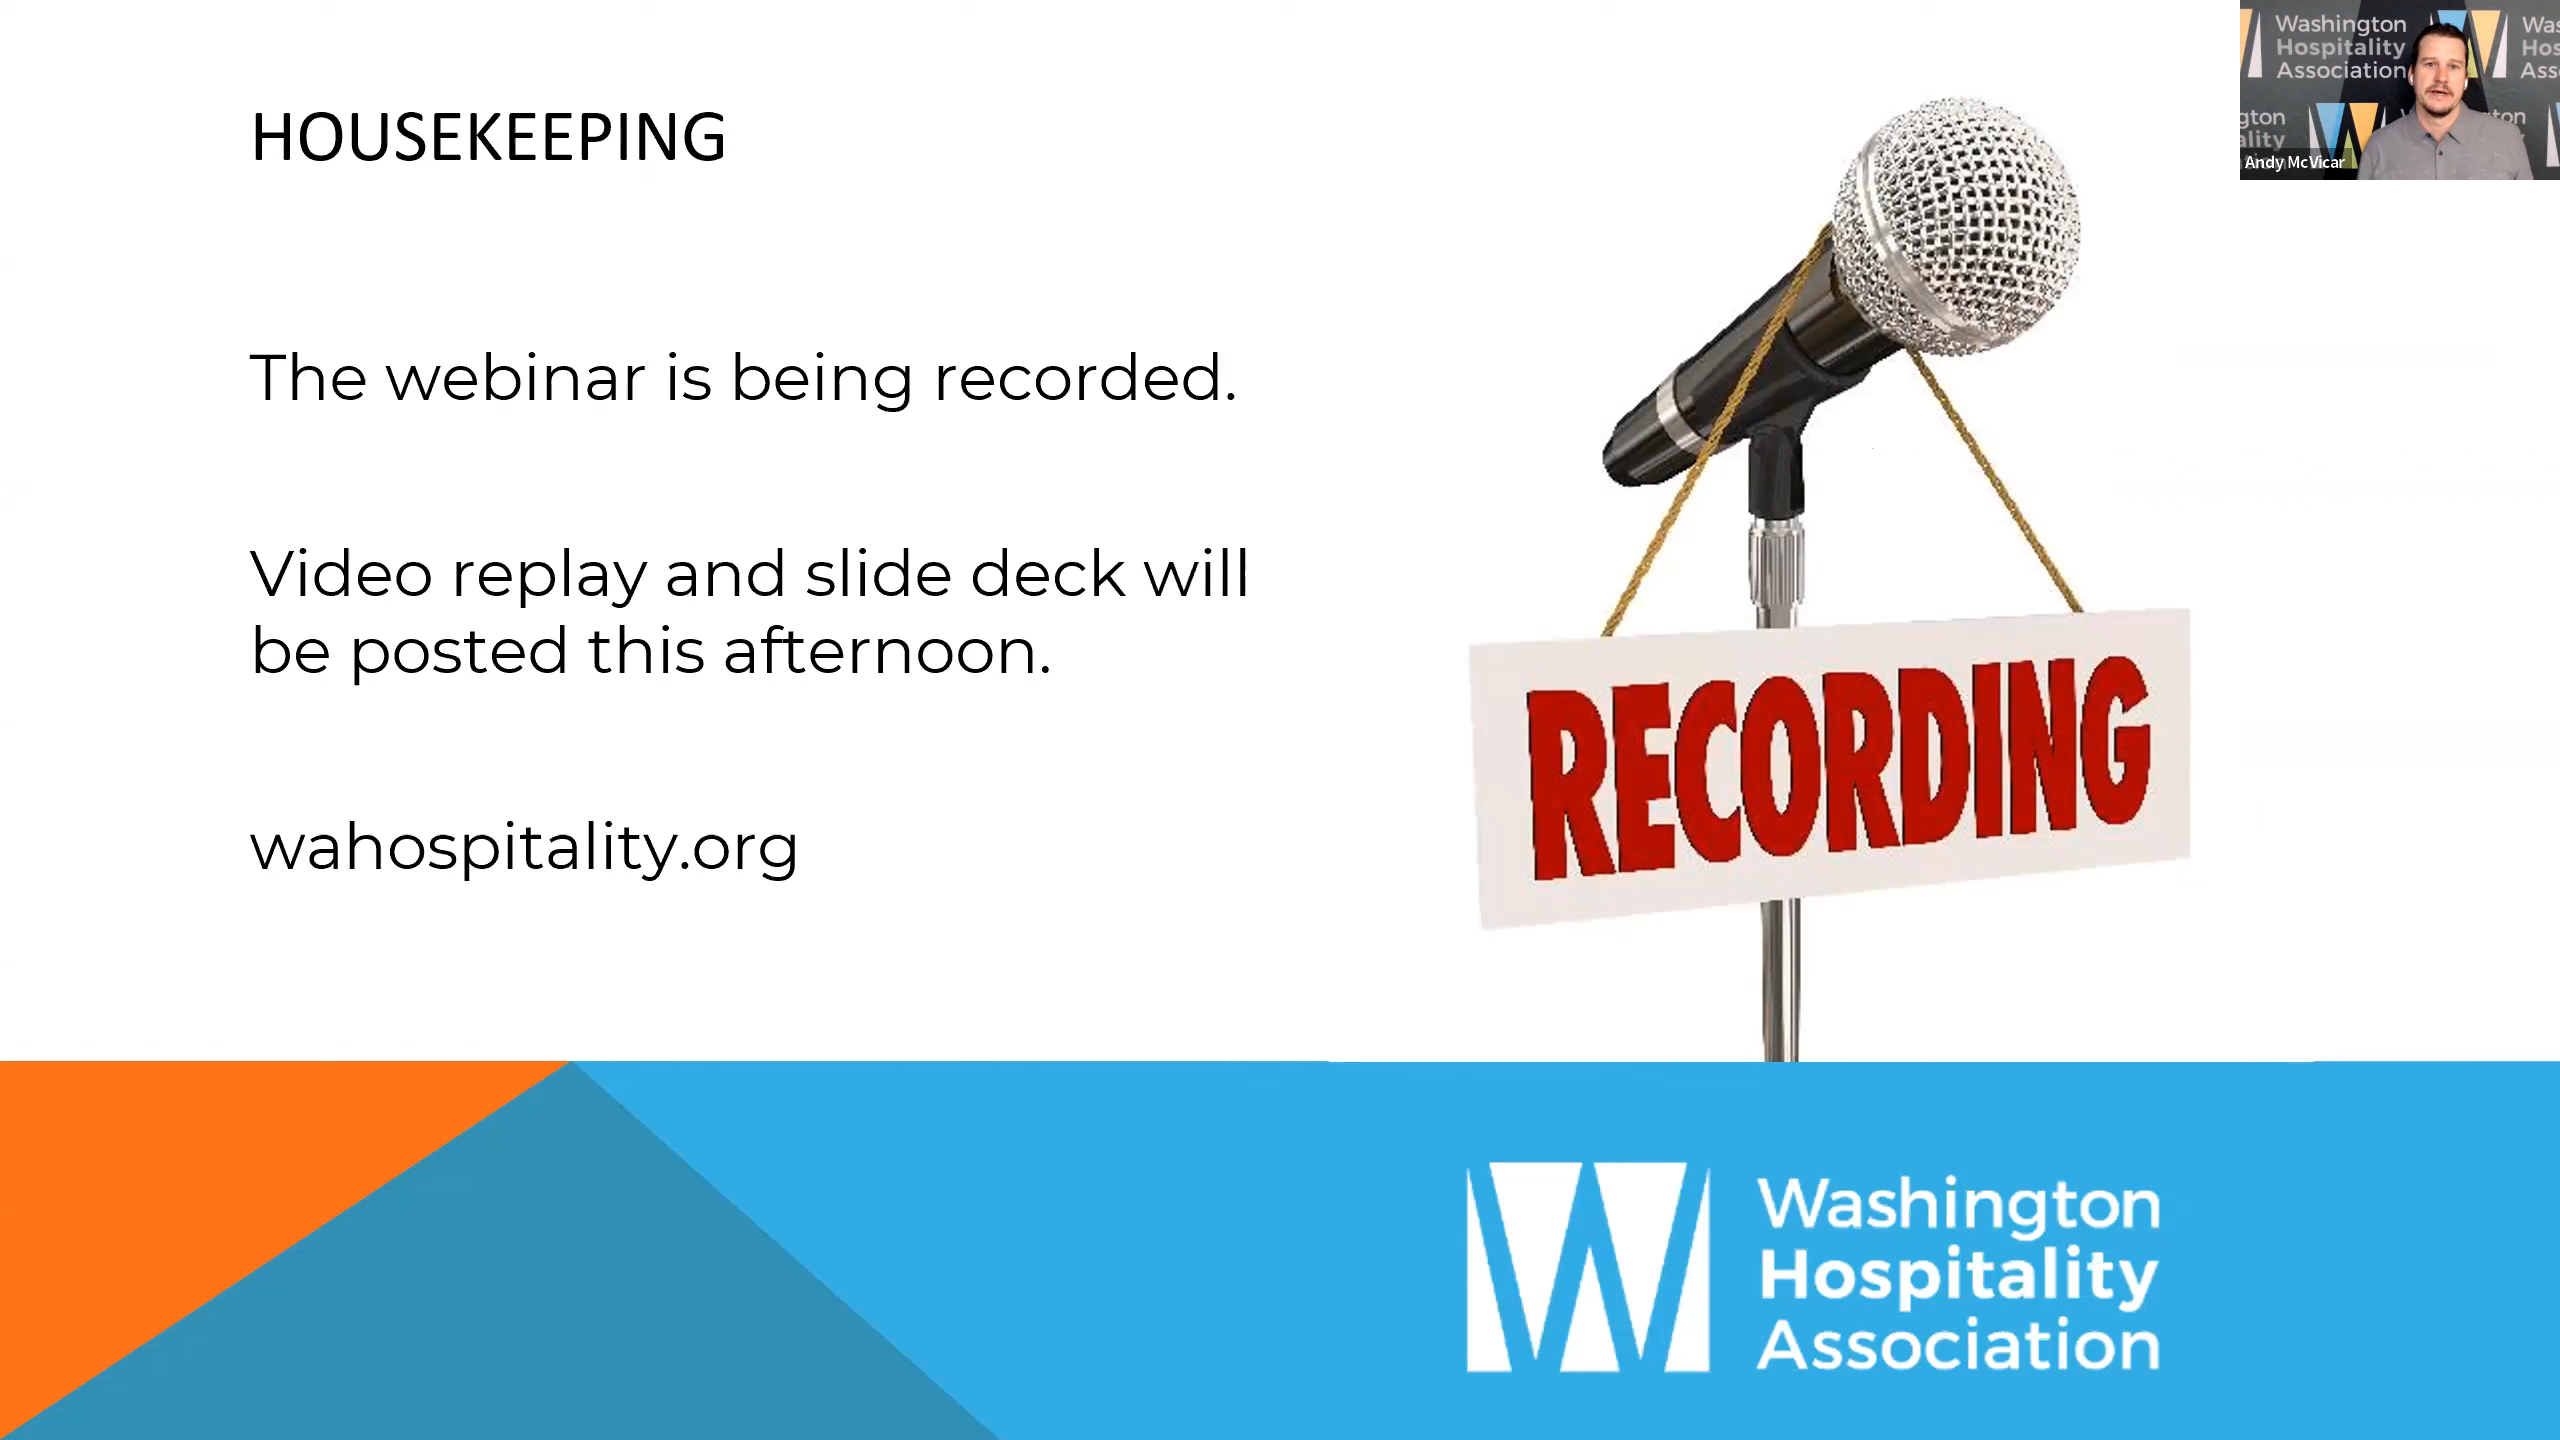 HOUSEKEEPING
The webinar is being recorded.
Video replay and slide deck will
be posted this afternoon.
wahospitality.org
RECORDING
Washington
Hospitality
Association
Washington
Hospitality
Association
Andy McVicar